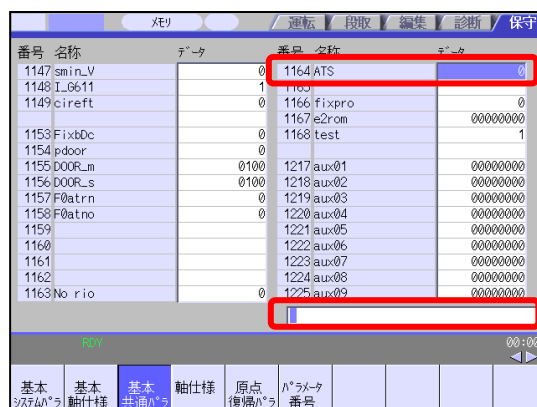 メモリ
運転 段取 編集 診断 保守
番号 名称 ﾃﾞｰﾀ 番号 名称 ﾃﾞｰﾀ
1147 smin_V 0 1164 ATS 0
1148 I_G611 1 1165
1149 cireft 0 1166 fixpro 0
1167 e2rom 00000000
1153 FixbDc 0 1168 test 1
1154 pdoor 0
1155 DOOR_m 0100 1217 aux01 00000000
1156 DOOR_s 0100 1218 aux02 00000000
1157 F0atrn 0 1219 aux03 00000000
1158 F0atno 0 1220 aux04 00000000
1159 1221 aux05 00000000
1160 1222 aux06 00000000
1161 1223 aux07 00000000
1162 1224 aux08 00000000
1163 No rio 0 1225 aux09 00000000
RDY 00:00
基本 基本 基本 軸仕様 原点 ﾊﾟﾗﾒｰﾀ
ｼｽﾃﾑﾊﾟﾗ 軸仕様 共通ﾊﾟﾗ 復帰ﾊﾟﾗ 番号